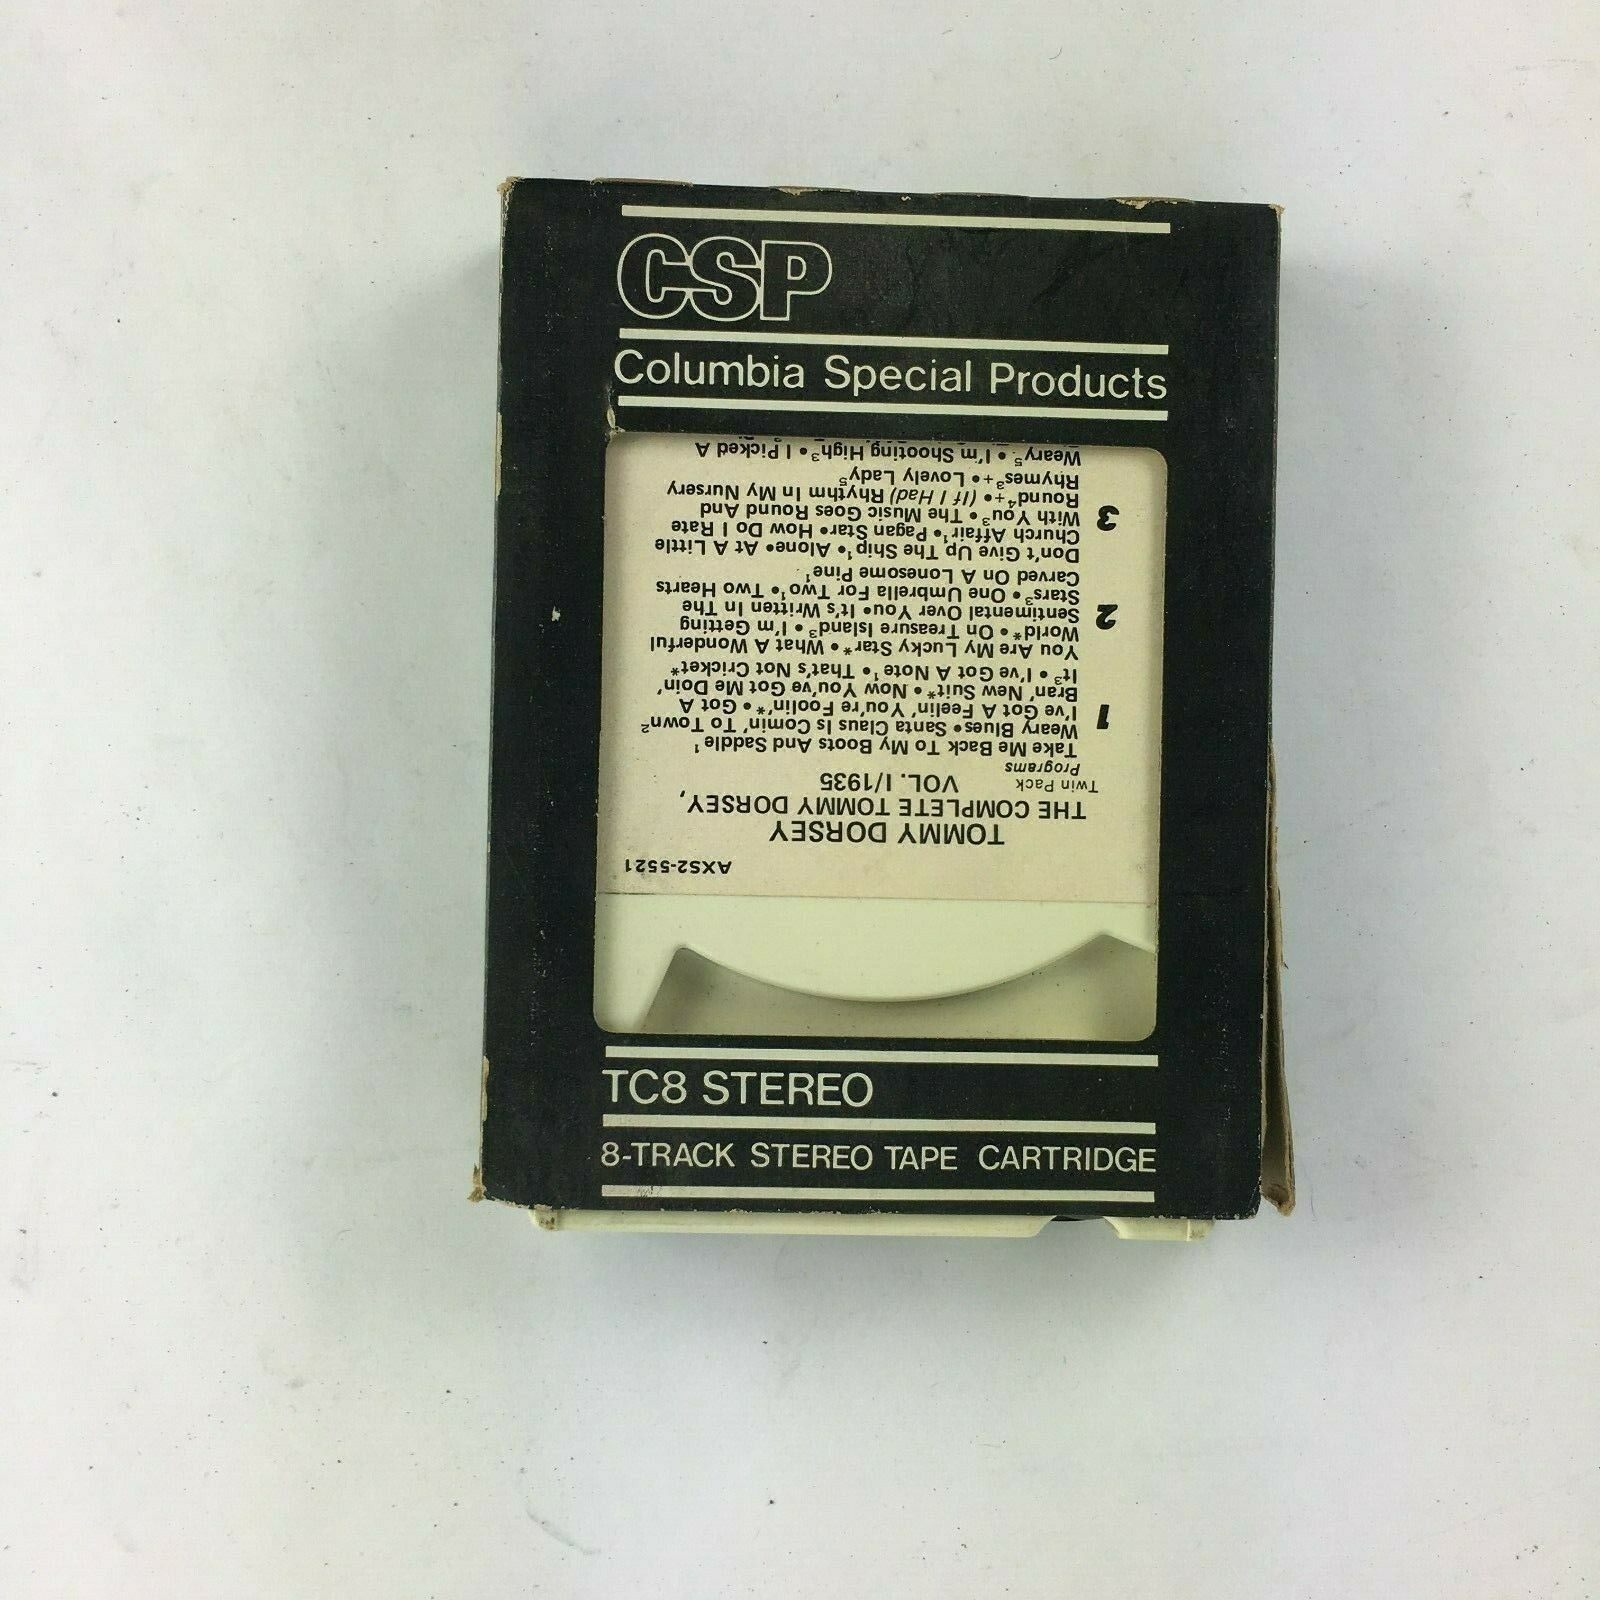 CSP
Columbia Special Products
AXS2-5521
TOMMY DORSEY
THE COMPLETE TOMMY DORSEY,
Twin Pack VOL. I/1935
Programs
Take Me Back To My Boots And Saddle¹
1 Weary Blues• Santa Claus Is Comin' To Town²
I've Got A Feelin' You're Foolin'*• Got A
Bran' New Suit*• Now You've Got Me Doin'
It³ • I've Got A Note¹ • That's Not Cricket*
You Are My Lucky Star*• What A Wonderful
World*• On Treasure Island³ • I'm Getting
2 Sentimental Over You• It's Written In The
Stars³• One Umbrella For Two¹• Two Hearts
Carved On A Lonesome Pine¹
Don't Give Up The Ship¹• Alone• At A Little
Church Affair¹• Pagan Star• How Do I Rate
3 With You³• The Music Goes Round And
Round⁴+• (If I Had) Rhythm In My Nursery
Rhymes³+• Lovely Lady⁵
Weary⁵ • I'm Shooting High³• I Picked A
TC8 STEREO
8-TRACK STEREO TAPE CARTRIDGE